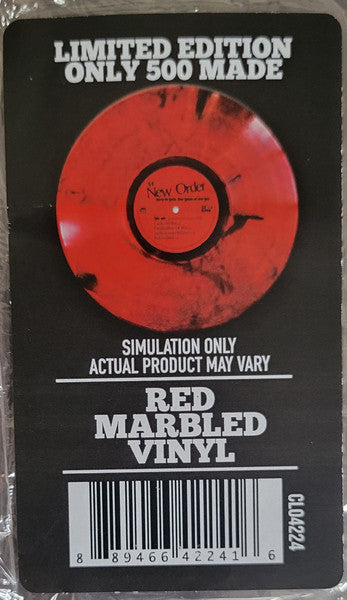 LIMITED EDITION
ONLY 500 MADE
New Order
SIMULATION ONLY
ACTUAL PRODUCT MAY VARY
RED
MARBLED
VINYL
CLO4224
8 89466 42241 6